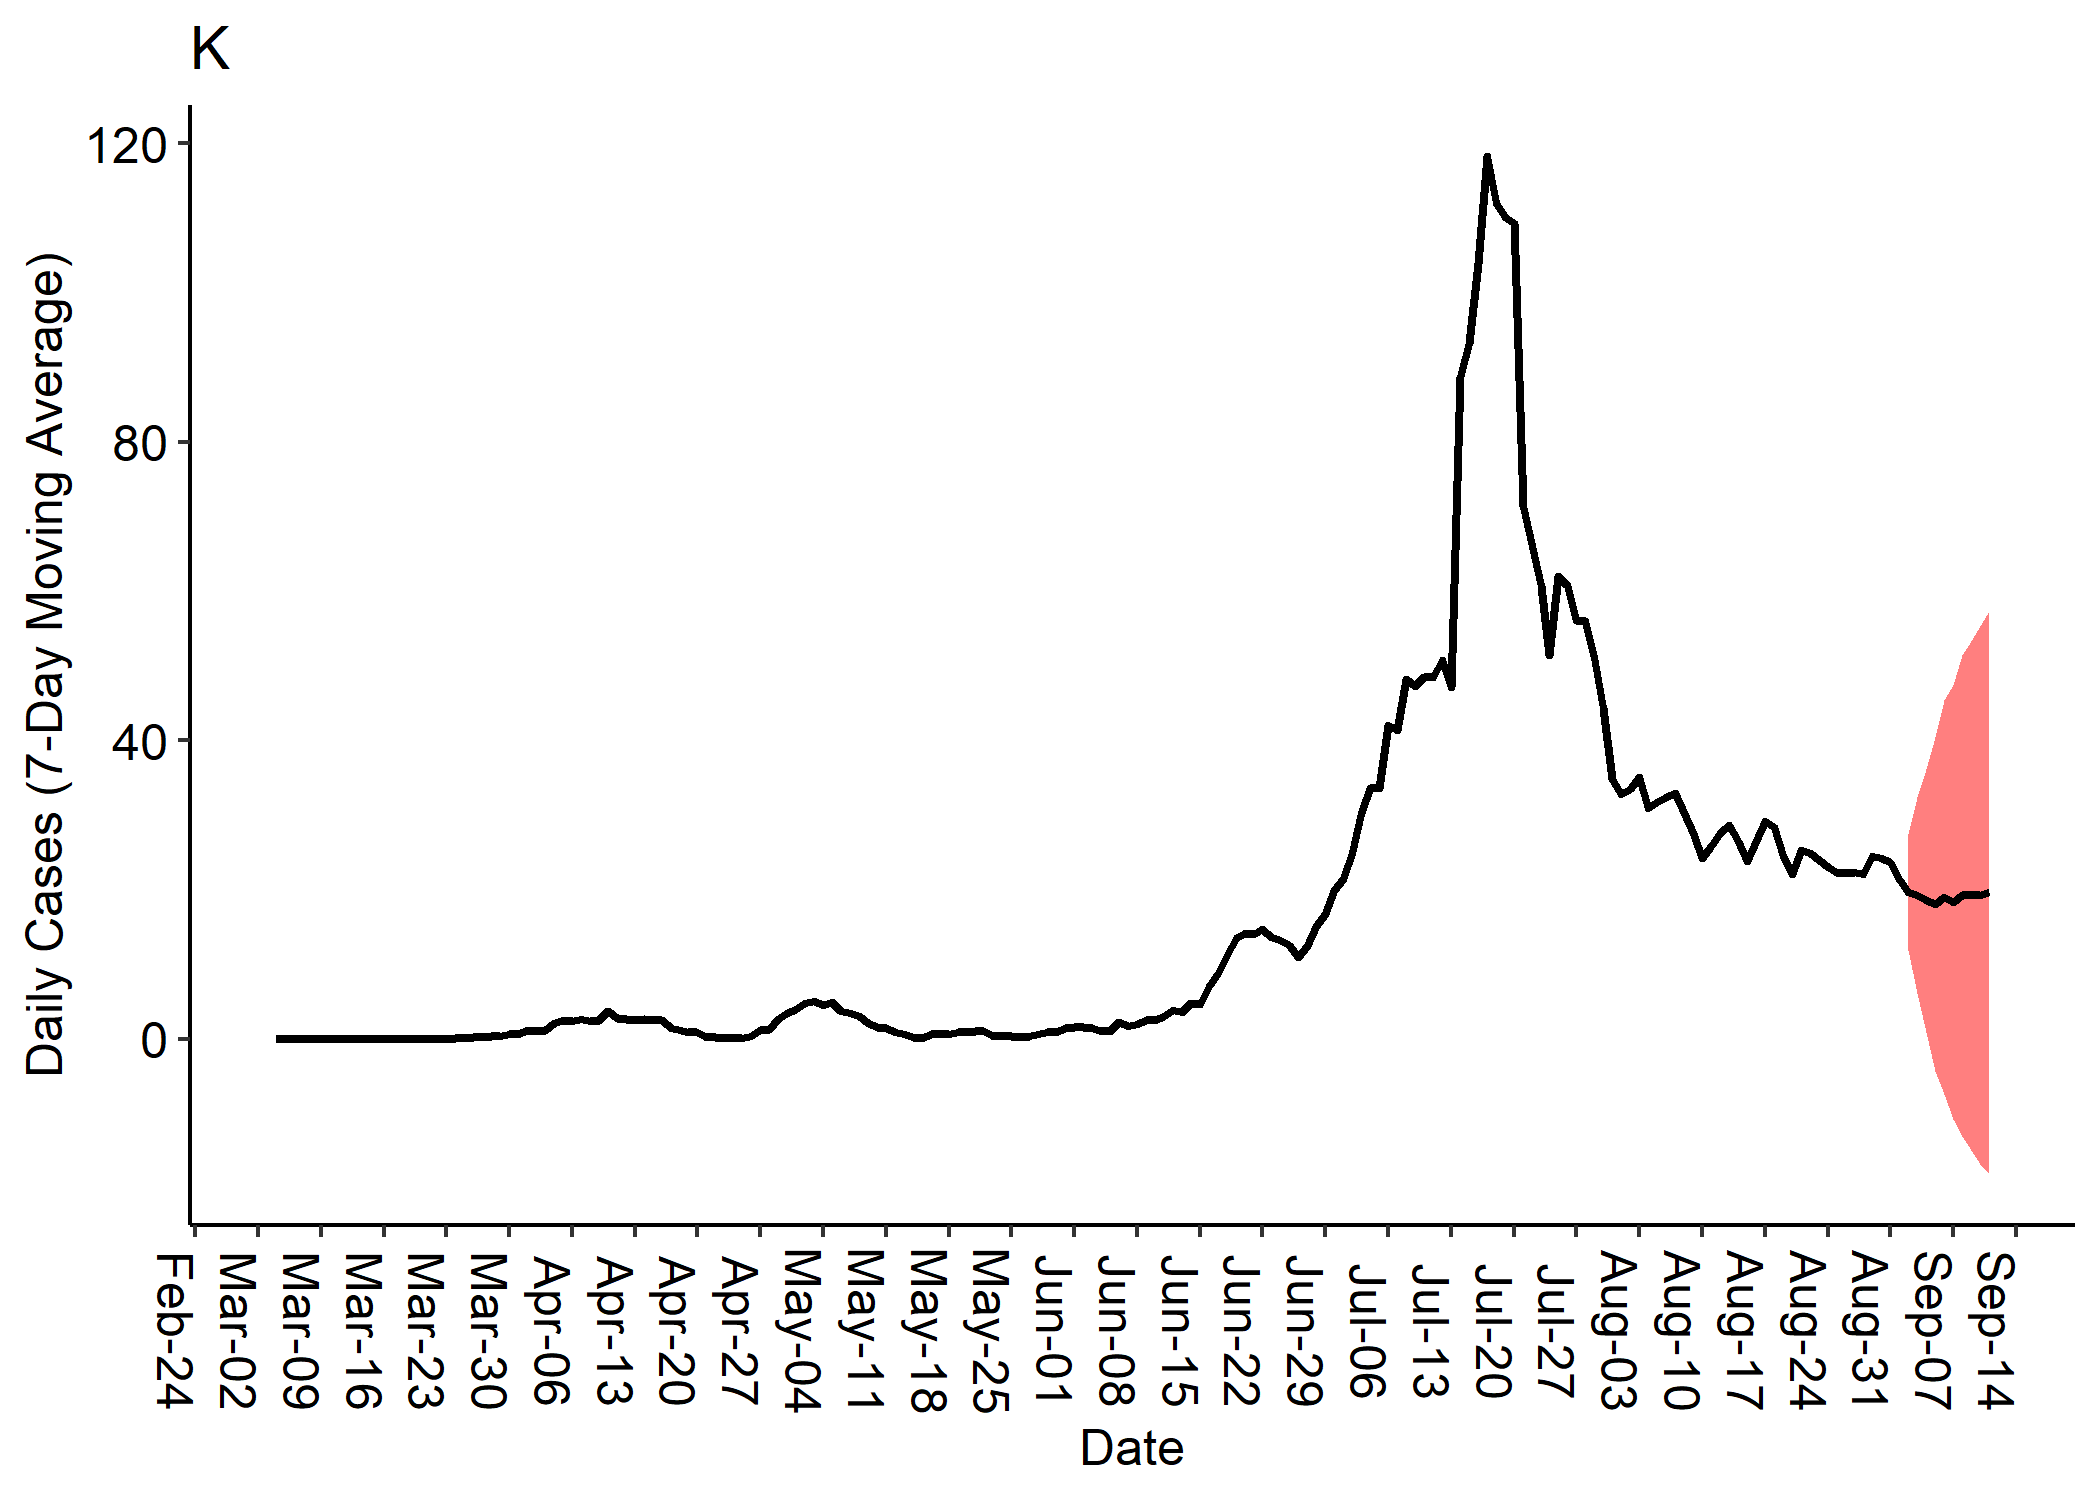 K
Daily Cases (7-Day Moving Average)
120
80
40
0
Feb-24
Mar-02
Mar-09
Mar-16
Mar-23
Mar-30
Apr-06
Apr-13
Apr-20
Apr-27
May-04
May-11
May-18
May-25
Jun-01
Jun-08
Jun-15
Jun-22
Jun-29
Jul-06
Jul-13
Jul-20
Jul-27
Aug-03
Aug-10
Aug-17
Aug-24
Aug-31
Sep-07
Sep-14
Date